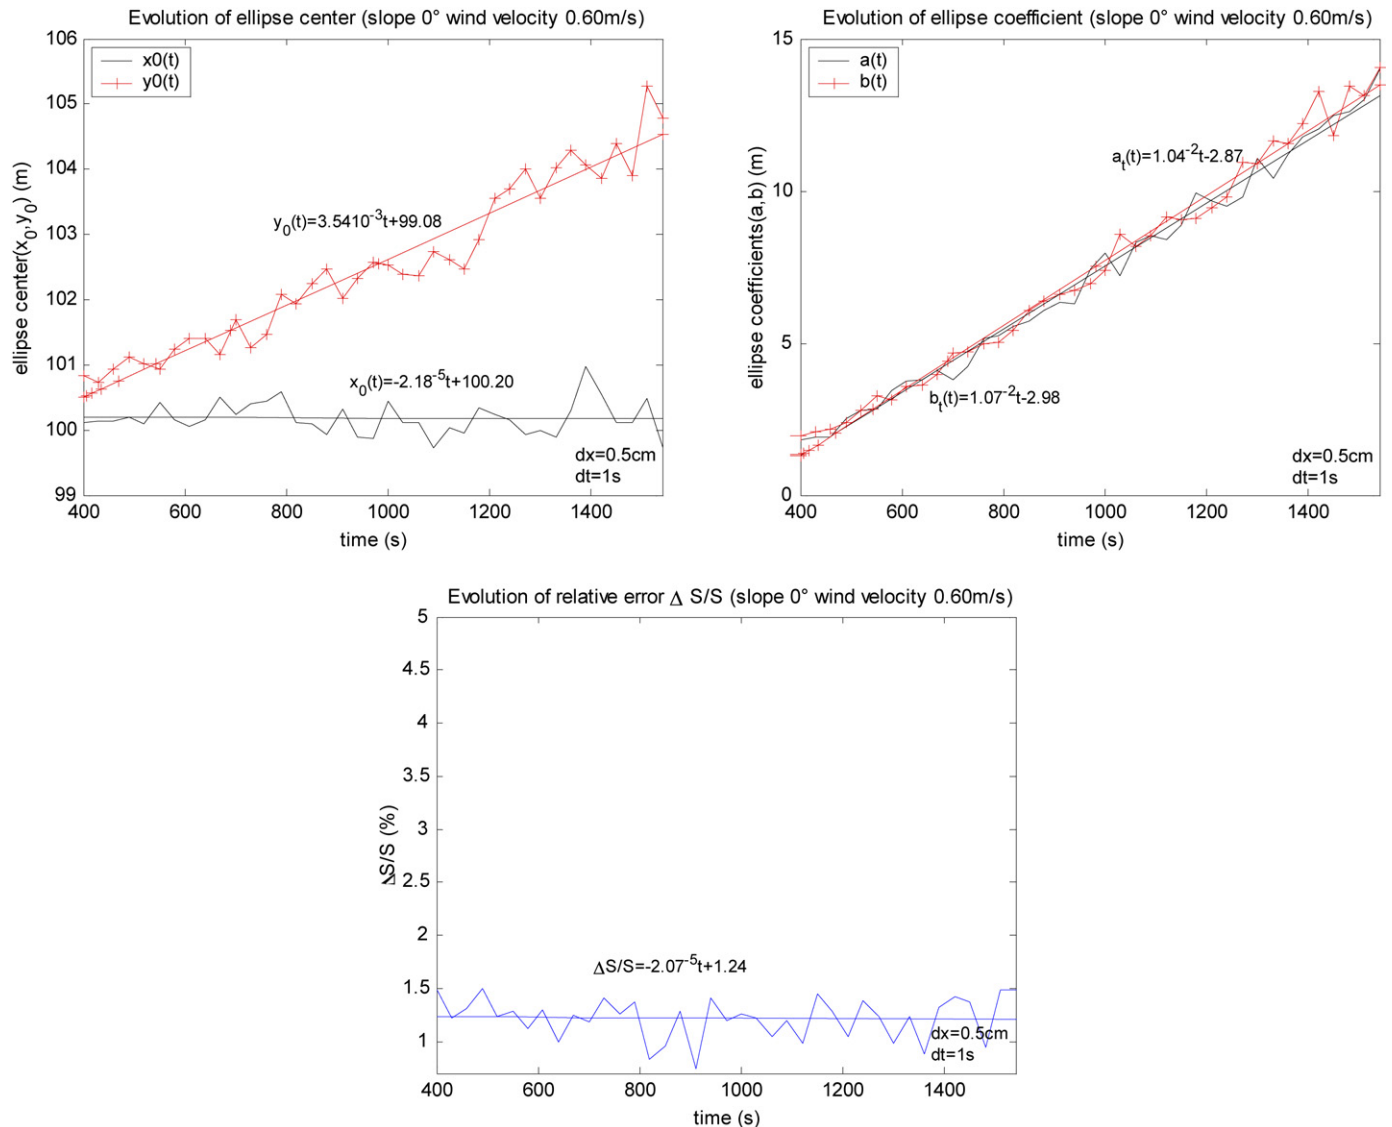 Evolution of ellipse center (slope 0° wind velocity 0.60m/s)
106
105
104
103
102
101
100
99
ellipse center(x0,y0) (m)
x0(t)
y0(t)
y0(t)=3.5410-3t+99.08
x0(t)=-2.18-5t+100.20
dx=0.5cm
dt=1s
400 600 800 1000 1200 1400
time (s)
Evolution of ellipse coefficient (slope 0° wind velocity 0.60m/s)
15
10
5
0
ellipse coefficients(a,b) (m)
a(t)
b(t)
at(t)=1.04-2t-2.87
bt(t)=1.07-2t-2.98
dx=0.5cm
dt=1s
400 600 800 1000 1200 1400
time (s)
Evolution of relative error Δ S/S (slope 0° wind velocity 0.60m/s)
5
4.5
4
3.5
3
2.5
2
1.5
1
ΔS/S (%)
ΔS/S=-2.07-5t+1.24
dx=0.5cm
dt=1s
400 600 800 1000 1200 1400
time (s)